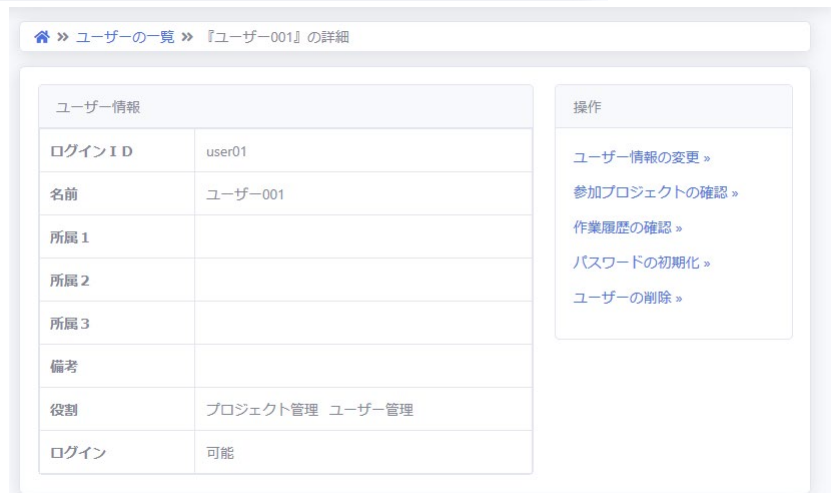 » ユーザーの一覧 » 『ユーザー001』の詳細
ユーザー情報
ログインＩＤ user01
名前 ユーザー001
所属１
所属２
所属３
備考
役割 プロジェクト管理 ユーザー管理
ログイン 可能
操作
ユーザー情報の変更 »
参加プロジェクトの確認 »
作業履歴の確認 »
パスワードの初期化 »
ユーザーの削除 »